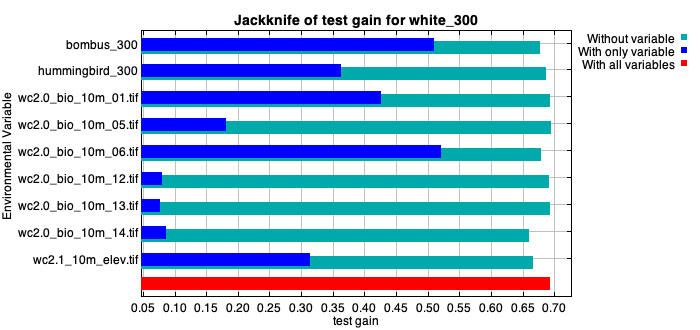 Jackknife of test gain for white_300
Without variable
With only variable
With all variables
Environmental Variable
bombus_300
hummingbird_300
wc2.0_bio_10m_01.tif
wc2.0_bio_10m_05.tif
wc2.0_bio_10m_06.tif
wc2.0_bio_10m_12.tif
wc2.0_bio_10m_13.tif
wc2.0_bio_10m_14.tif
wc2.1_10m_elev.tif
0.05 0.10 0.15 0.20 0.25 0.30 0.35 0.40 0.45 0.50 0.55 0.60 0.65 0.70
test gain